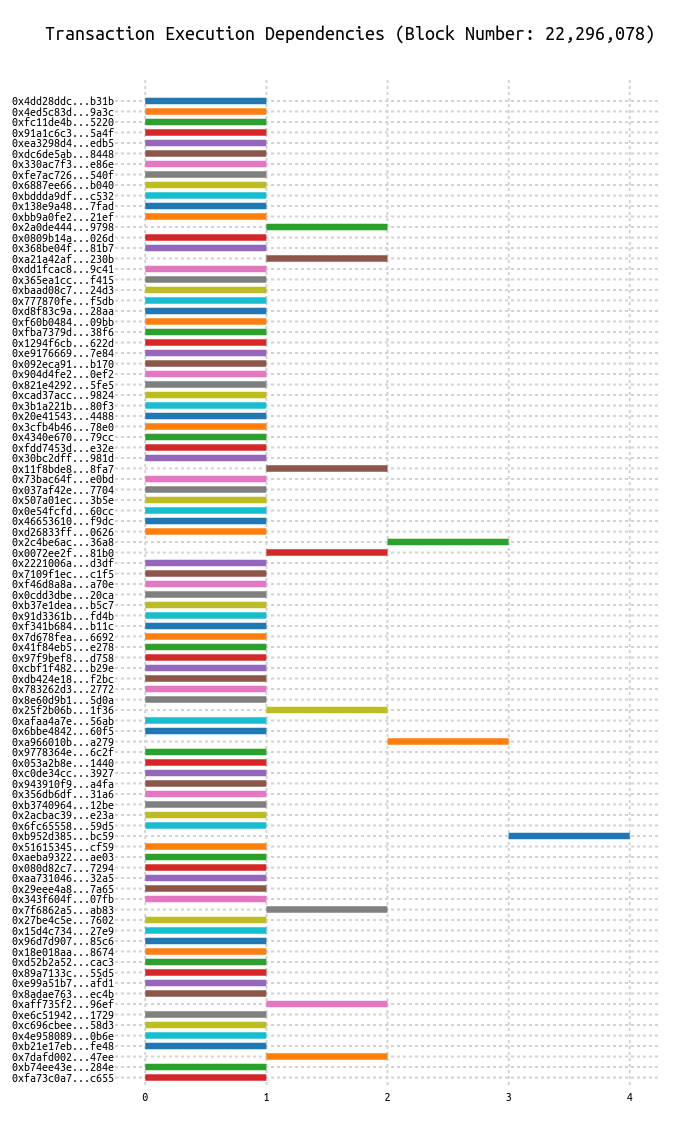 Transaction Execution Dependencies (Block Number: 22,296,078)
0x4dd28ddc...b31b
0x4ed5c83d...9a3c
0xfc11de4b...5220
0x91a1c6c3...5a4f
0xea3298d4...edb5
0xdc6de5ab...8448
0x330ac7f3...e86e
0xfe7ac726...540f
0x6887ee66...b040
0xbddda9df...c532
0x138e9a48...7fad
0xbb9a0fe2...21ef
0x2a0de444...9798
0x0809b14a...026d
0x368be04f...81b7
0xa21a42af...230b
0xdd1fcac8...9c41
0x365ea1cc...f415
0xbaad08c7...24d3
0x777870fe...f5db
0xd8f83c9a...28aa
0xf60b0484...09bb
0xfba7379d...38f6
0x1294f6cb...622d
0xe9176669...7e84
0x092eca91...b170
0x904d4fe2...0ef2
0x821e4292...5fe5
0xcad37acc...9824
0x3b1a221b...80f3
0x20e41543...4488
0x3cfb4b46...78e0
0x4340e670...79cc
0xfdd7453d...e32e
0x30bc2dff...981d
0x11f8bde8...8fa7
0x73bac64f...e0bd
0x037af42e...7704
0x507a01ec...3b5e
0x0e54fcfd...60cc
0x46653610...f9dc
0xd26833ff...0626
0x2c4be6ac...36a8
0x0072ee2f...81b0
0x2221006a...d3df
0x7109f1ec...c1f5
0xf46d8a8a...a70e
0x0cdd3dbe...20ca
0xb37e1dea...b5c7
0x91d3361b...fd4b
0xf341b684...b11c
0x7d678fea...6692
0x41f84eb5...e278
0x97f9bef8...d758
0xcbf1f482...b29e
0xdb424e18...f2bc
0x783262d3...2772
0x8e60d9b1...5d0a
0x25f2b06b...1f36
0xafaa4a7e...56ab
0x6bbe4842...60f5
0xa966010b...a279
0x9778364e...6c2f
0x053a2b8e...1440
0xc0de34cc...3927
0x943910f9...a4fa
0x356db6df...31a6
0xb3740964...12be
0x2acbac39...e23a
0x6fc65558...59d5
0xb952d385...bc59
0x51615345...cf59
0xaeba9322...ae03
0x080d82c7...7294
0xaa731046...32a5
0x29eee4a8...7a65
0x343f604f...07fb
0x7f6862a5...ab83
0x27be4c5e...7602
0x15d4c734...27e9
0x96d7d907...85c6
0x18e018aa...8674
0xd52b2a52...cac3
0x89a7133c...55d5
0xe99a51b7...afd1
0x8adae763...ec4b
0xaff735f2...96ef
0xe6c51942...1729
0xc696cbee...58d3
0x4e958089...0b6e
0xb21e17eb...fe48
0x7dafd002...47ee
0xb74ee43e...284e
0xfa73c0a7...c655
0 1 2 3 4